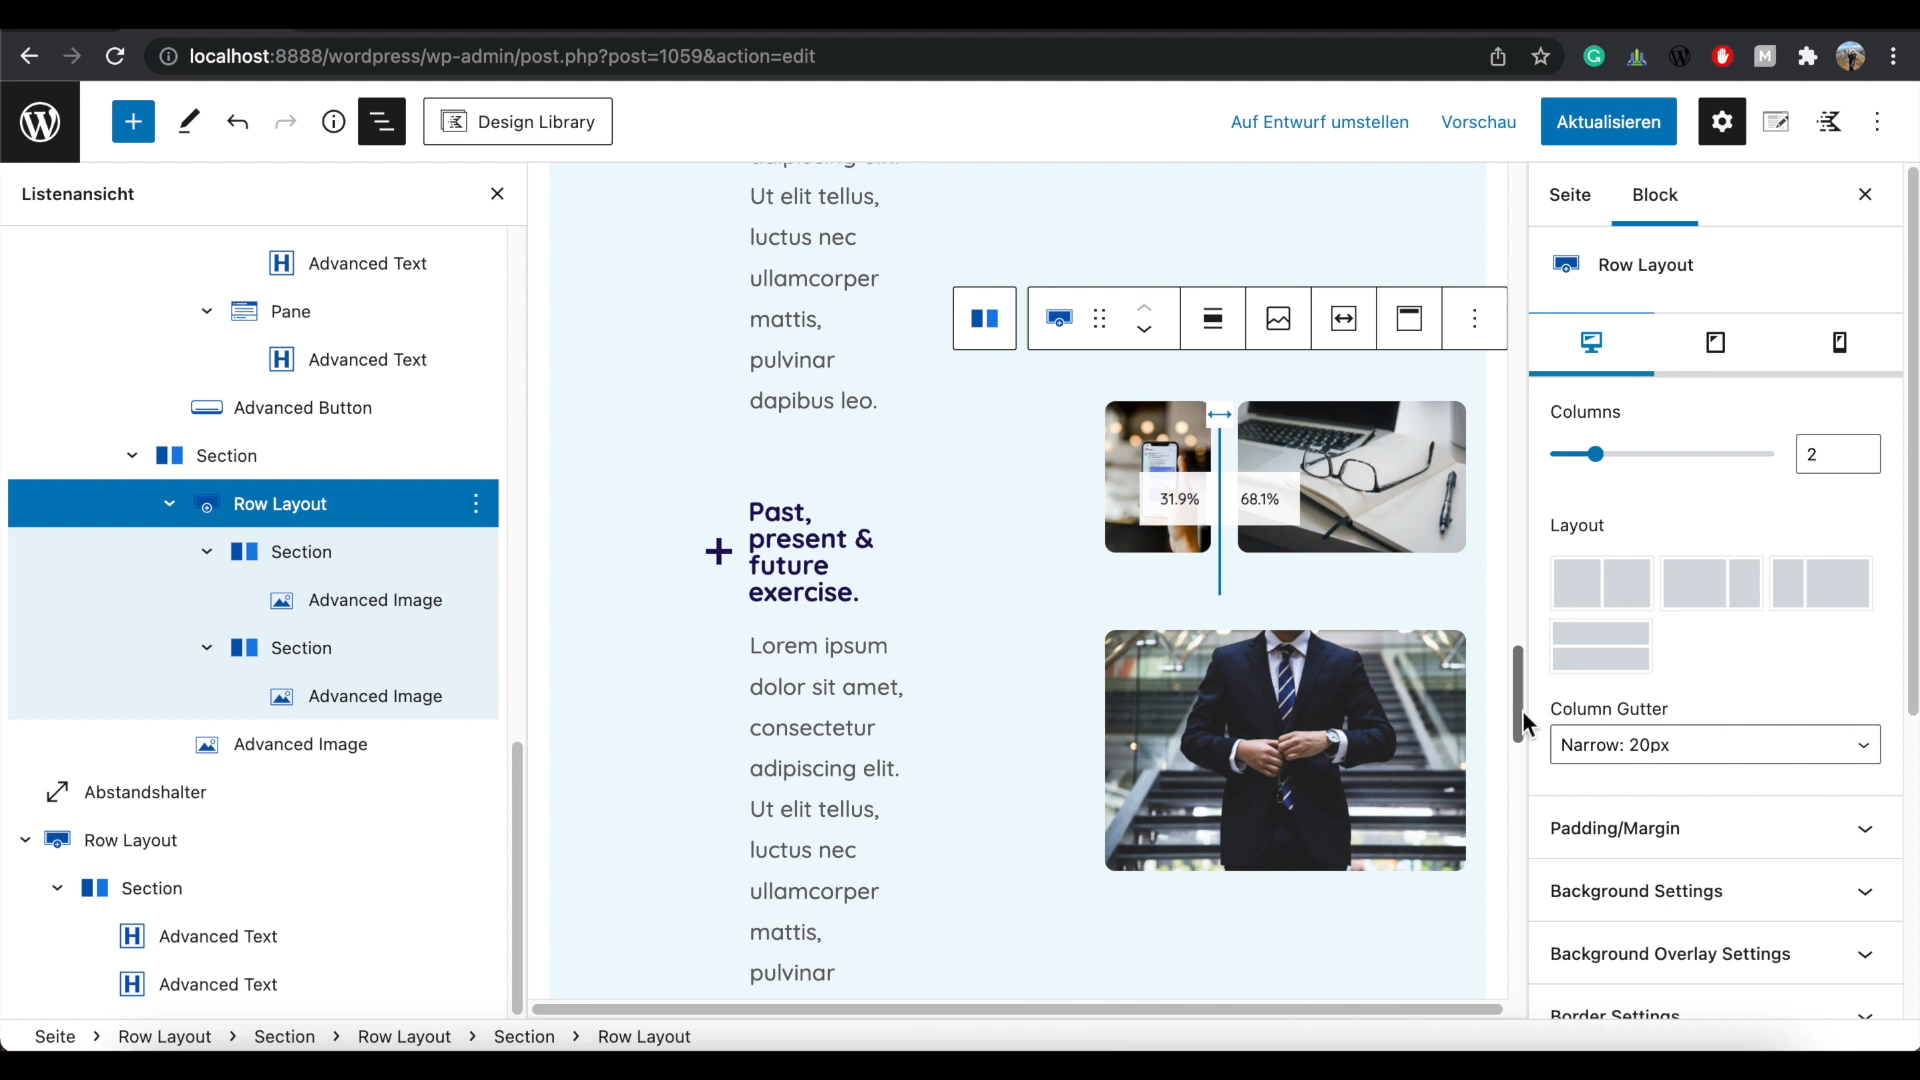 localhost:8888/wordpress/wp-admin/post.php?post=1059&action=edit
Design Library
Auf Entwurf umstellen
Vorschau
Aktualisieren
Listenansicht
Advanced Text
Pane
Advanced Text
Advanced Button
Section
Row Layout
Section
Advanced Image
Section
Advanced Image
Advanced Image
Abstandshalter
Row Layout
Section
Advanced Text
Advanced Text
adipiscing elit.
Ut elit tellus,
luctus nec
ullamcorper
mattis,
pulvinar
dapibus leo.
31.9%
68.1%
Past,
present &
future
exercise.
Lorem ipsum
dolor sit amet,
consectetur
adipiscing elit.
Ut elit tellus,
luctus nec
ullamcorper
mattis,
pulvinar
Seite
Block
Row Layout
Columns
2
Layout
Column Gutter
Narrow: 20px
Padding/Margin
Background Settings
Background Overlay Settings
Border Settings
Seite > Row Layout > Section > Row Layout > Section > Row Layout